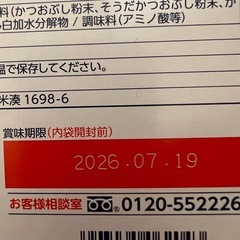 料(かつおぶし粉末、そうだかつおぶし粉末、か
白加水分解物 / 調味料(アミノ酸等)
温で保存してください。
米湊 1698-6
賞味期限(内袋開封前)
2026.07.19
お客様相談室 0120-552226